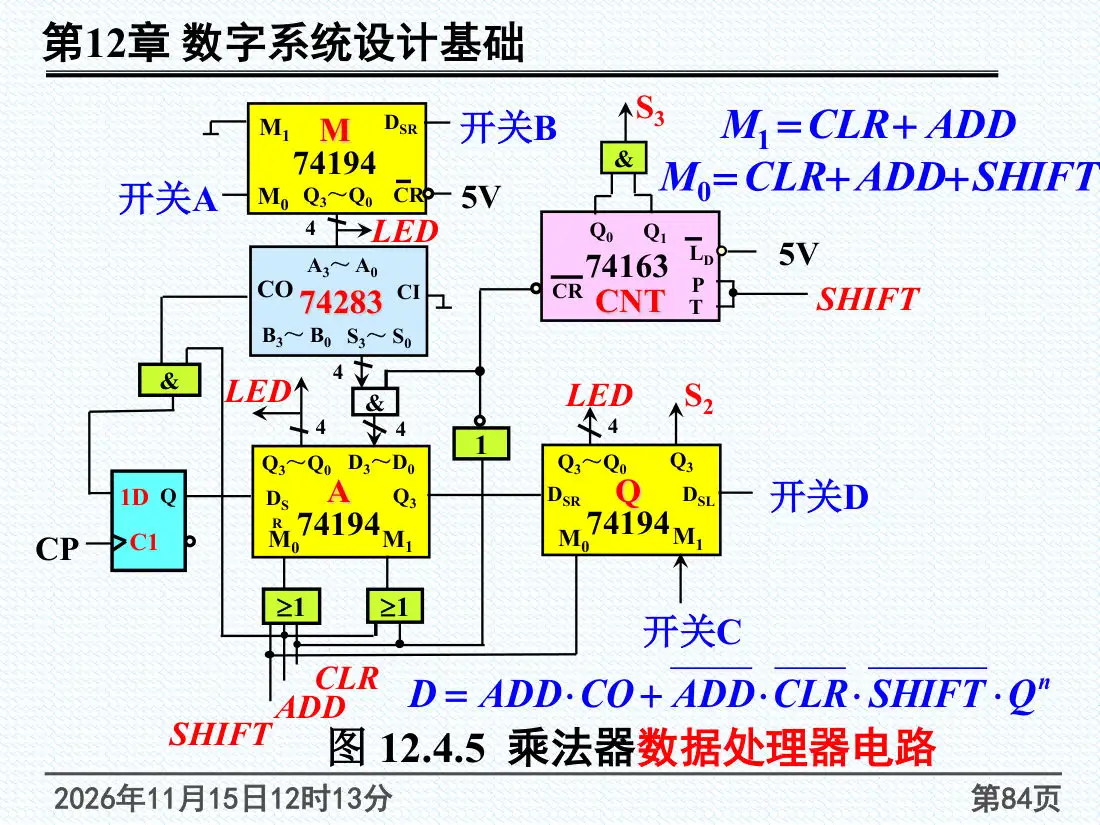 第12章 数字系统设计基础
S3
M1 = CLR + ADD
M0= CLR+ ADD+SHIFT
M1 M DSR 开关B
74194
开关A M0 Q3～Q0 CR 5V
&
4 LED
Q0 Q1 LD 5V
74163
CR CNT P
T SHIFT
A3～A0
CO 74283 CI
B3～B0 S3～S0
& 4
LED & LED S2
4 4 1 4
Q3～Q0 D3～D0 Q3～Q0 Q3
1D Q DSR A Q3 DSR Q DSL 开关D
74194 74194
CP C1 M0 M1 M0 M1
≥1 ≥1
开关C
CLR
ADD
SHIFT
D = ADD·CO + ADD·CLR·SHIFT·Qn
图 12.4.5 乘法器数据处理器电路
2026年11月15日12时13分 第84页